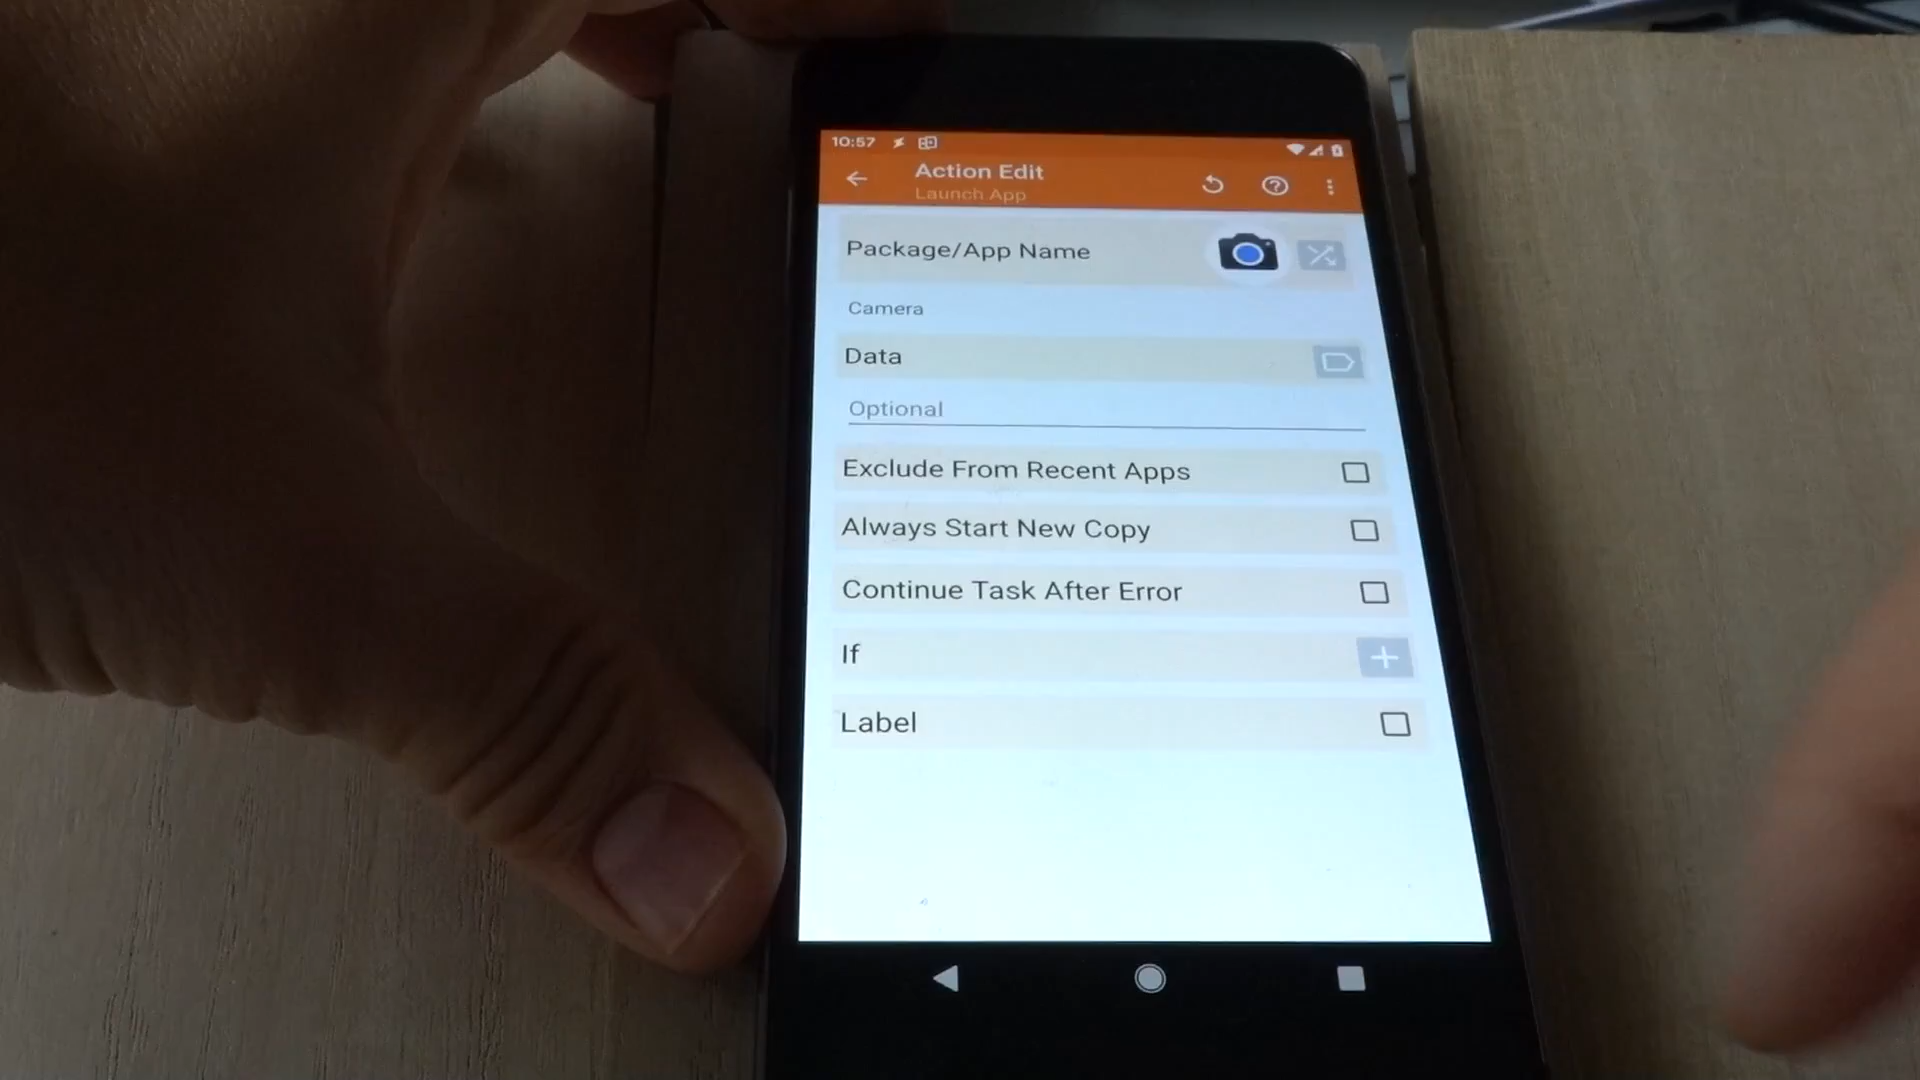 10:57
Action Edit
Launch App
Package/App Name
Camera
Data
Optional
Exclude From Recent Apps
Always Start New Copy
Continue Task After Error
If
Label